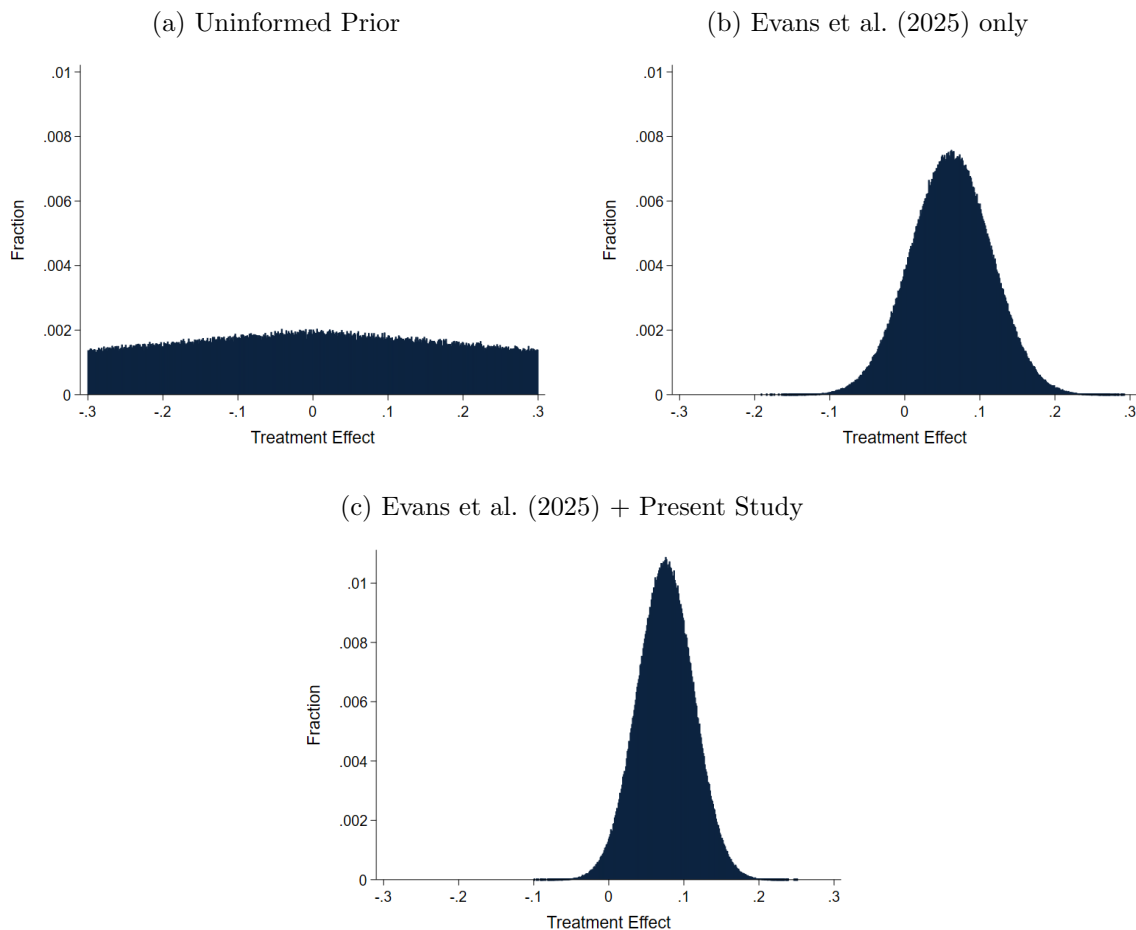 (a) Uninformed Prior
.01
.008
.006
.004
.002
0
Fraction
-.3 -.2 -.1 0 .1 .2 .3
Treatment Effect
(b) Evans et al. (2025) only
.01
.008
.006
.004
.002
0
Fraction
-.3 -.2 -.1 0 .1 .2 .3
Treatment Effect
(c) Evans et al. (2025) + Present Study
.01
.008
.006
.004
.002
0
Fraction
-.3 -.2 -.1 0 .1 .2 .3
Treatment Effect